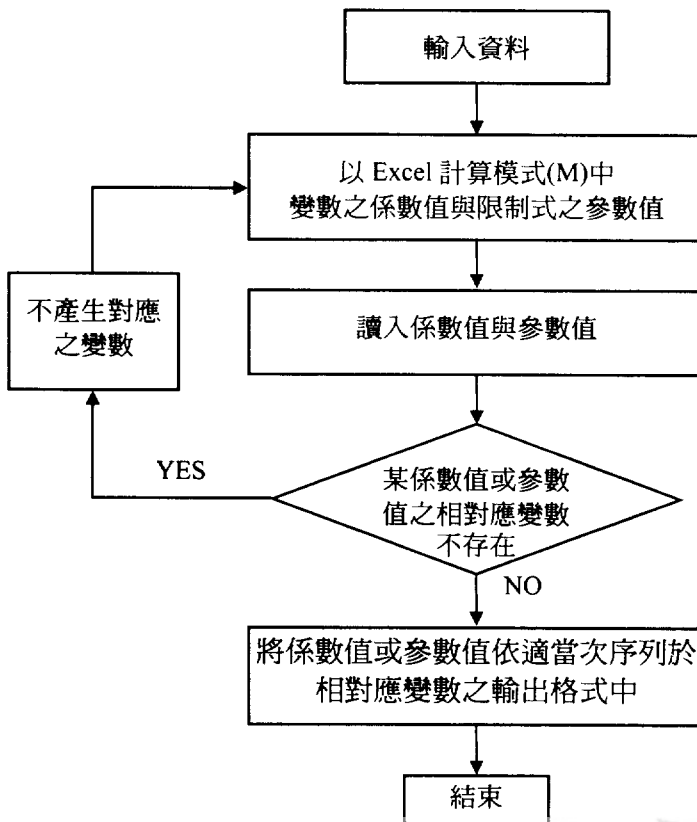 輸入資料
以 Excel 計算模式(M)中
變數之係數值與限制式之參數值
不產生對應
之變數
讀入係數值與參數值
YES
某係數值或參數
值之相對應變數
不存在
NO
將係數值或參數值依適當次序列於
相對應變數之輸出格式中
結束